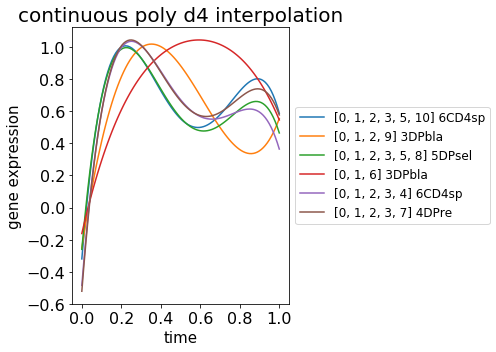 continuous poly d4 interpolation
gene expression
1.0
0.8
0.6
0.4
0.2
0.0
−0.2
−0.4
−0.6
0.0 0.2 0.4 0.6 0.8 1.0
time
[0, 1, 2, 3, 5, 10] 6CD4sp
[0, 1, 2, 9] 3DPbla
[0, 1, 2, 3, 5, 8] 5DPsel
[0, 1, 6] 3DPbla
[0, 1, 2, 3, 4] 6CD4sp
[0, 1, 2, 3, 7] 4DPre